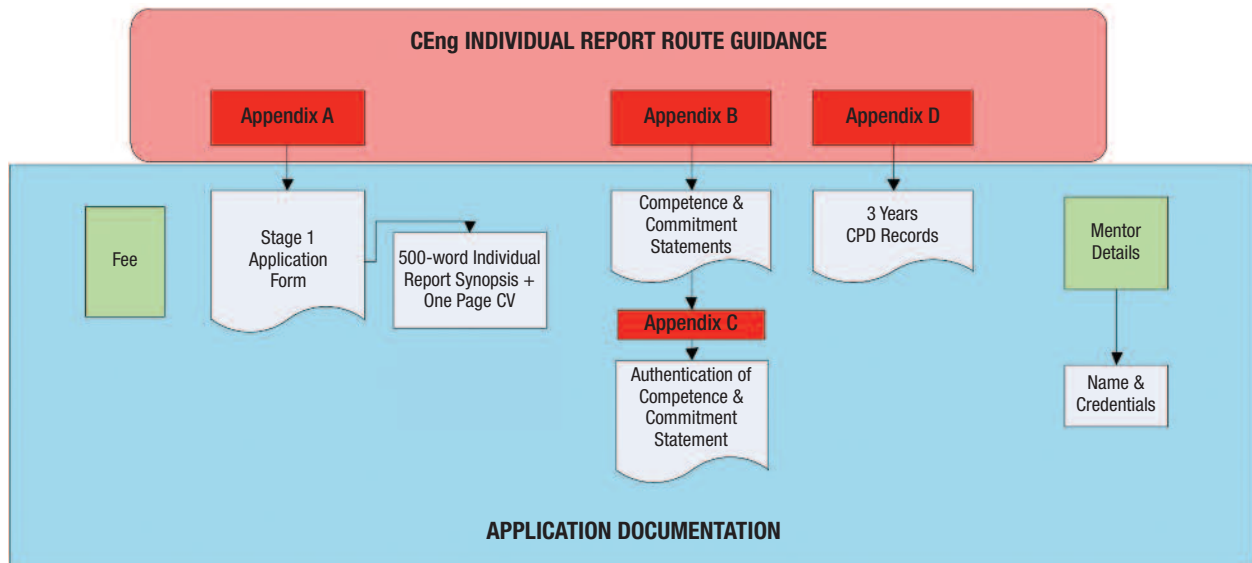 CEng INDIVIDUAL REPORT ROUTE GUIDANCE
Appendix A
Appendix B
Appendix D
Fee
Stage 1
Application
Form
500-word Individual
Report Synopsis +
One Page CV
Competence &
Commitment
Statements
Appendix C
Authentication of
Competence &
Commitment
Statement
3 Years
CPD Records
Mentor
Details
Name &
Credentials
APPLICATION DOCUMENTATION